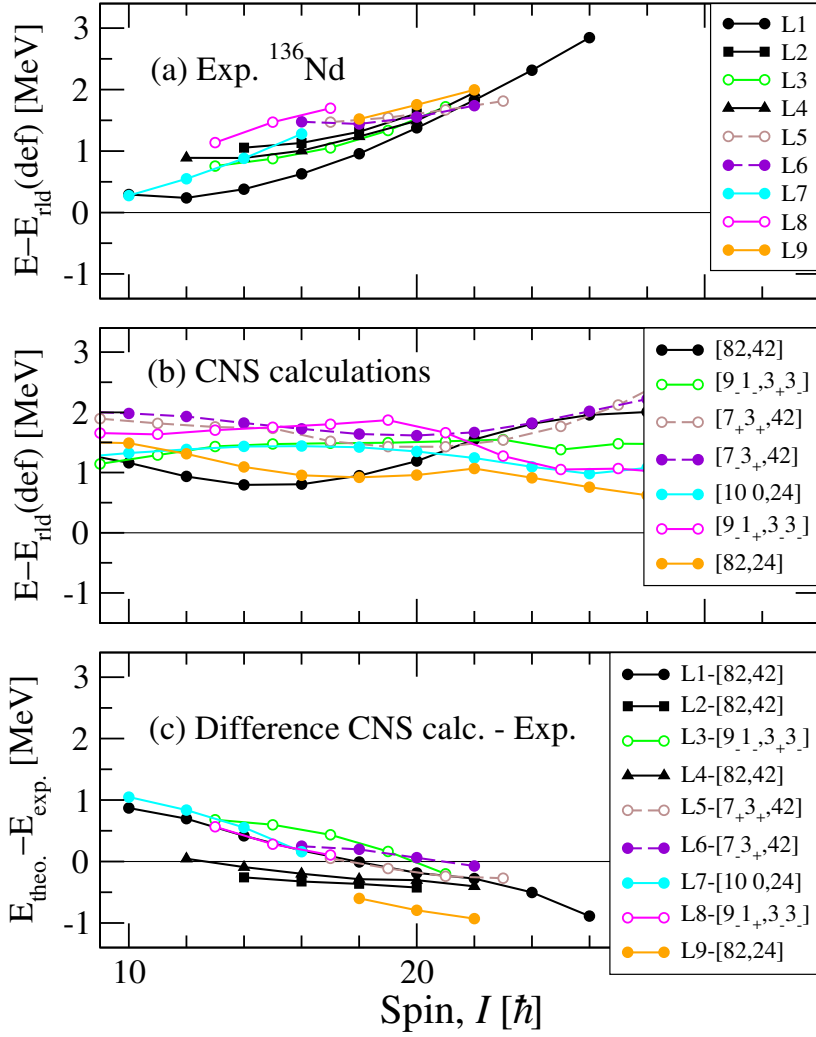 (a) Exp. ¹³⁶Nd
E−E_rld(def) [MeV]
3
2
1
0
-1
L1
L2
L3
L4
L5
L6
L7
L8
L9
(b) CNS calculations
E−E_rld(def) [MeV]
3
2
1
0
-1
[82,42]
[9₋1₋,3₊3₋]
[7₊3₊,42]
[7₋3₊,42]
[10 0,24]
[9₋1₊,3₋3₋]
[82,24]
(c) Difference CNS calc. - Exp.
E_theo.−E_exp. [MeV]
3
2
1
0
-1
L1-[82,42]
L2-[82,42]
L3-[9₋1₋,3₊3₋]
L4-[82,42]
L5-[7₊3₊,42]
L6-[7₋3₊,42]
L7-[10 0,24]
L8-[9₋1₊,3₋3₋]
L9-[82,24]
10
20
Spin, I [ħ]